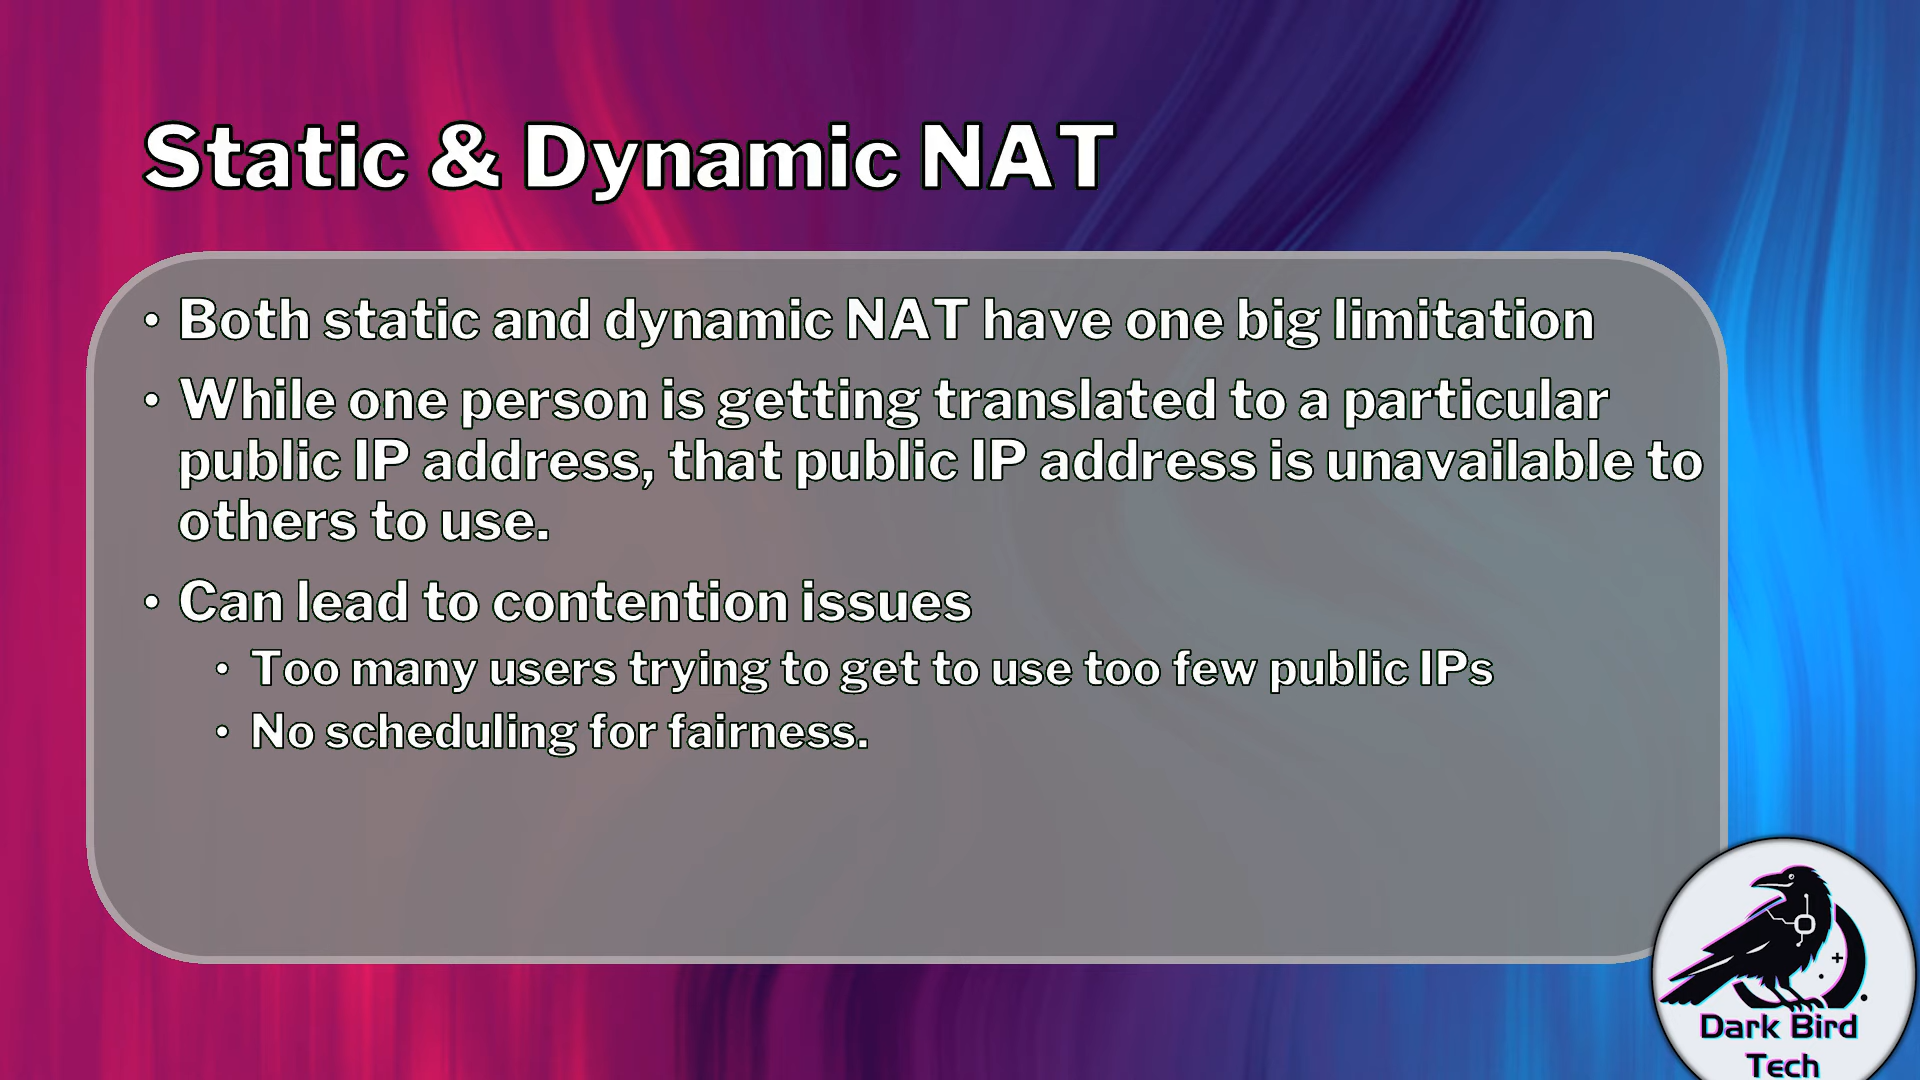 Static & Dynamic NAT
• Both static and dynamic NAT have one big limitation
• While one person is getting translated to a particular
public IP address, that public IP address is unavailable to
others to use.
• Can lead to contention issues
• Too many users trying to get to use too few public IPs
• No scheduling for fairness.
Dark Bird
Tech